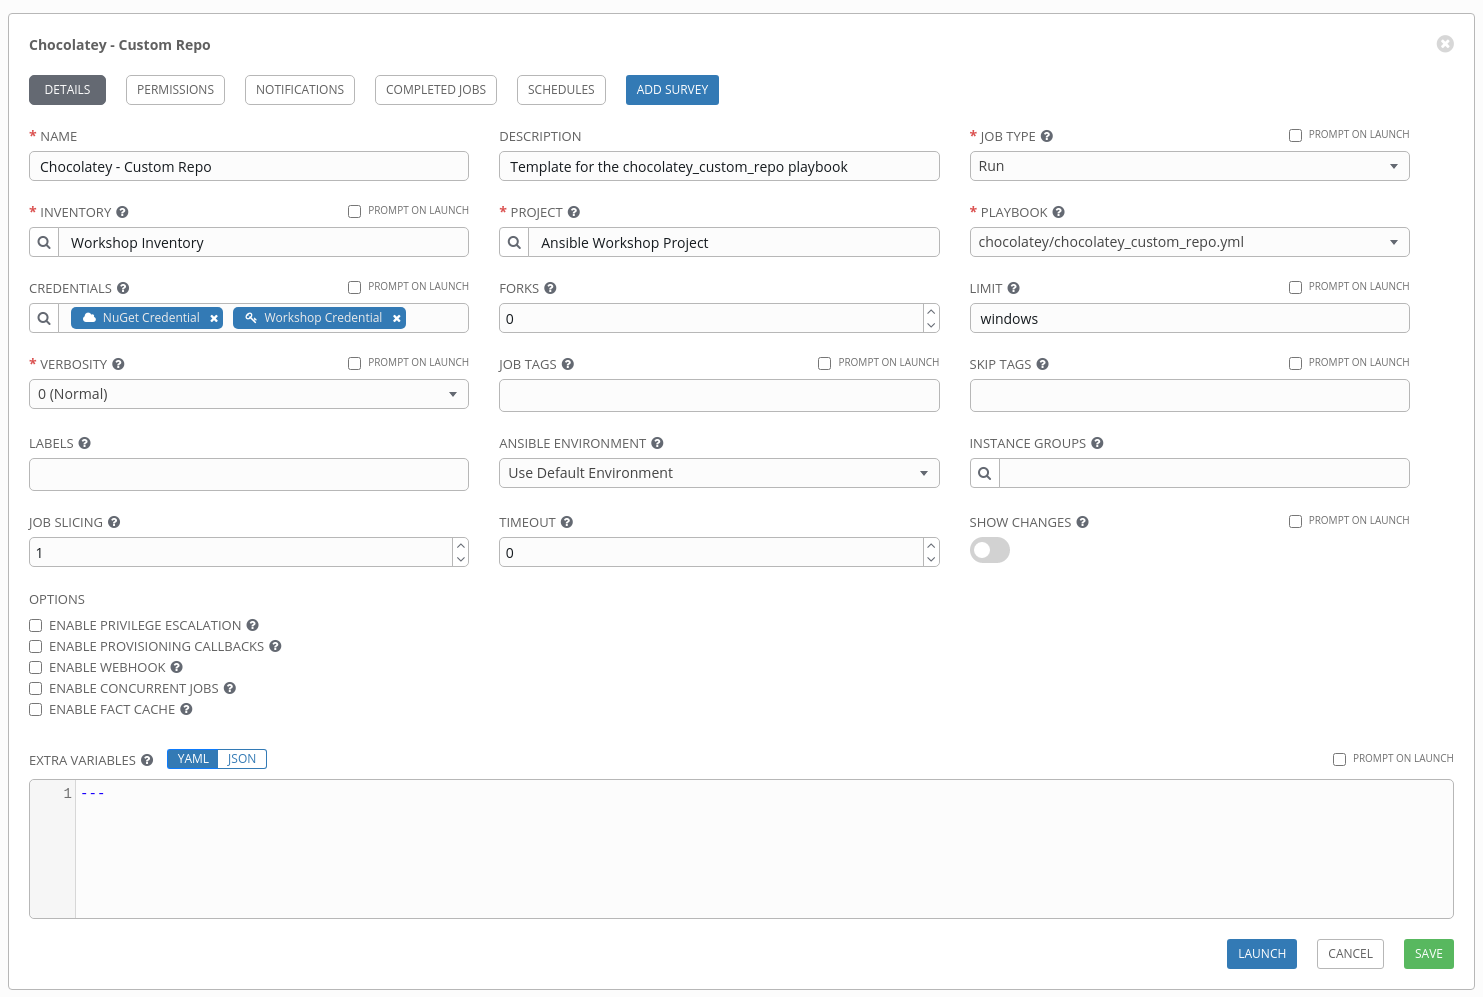 Chocolatey - Custom Repo
DETAILS PERMISSIONS NOTIFICATIONS COMPLETED JOBS SCHEDULES ADD SURVEY
* NAME DESCRIPTION * JOB TYPE PROMPT ON LAUNCH
Chocolatey - Custom Repo Template for the chocolatey_custom_repo playbook Run
* INVENTORY PROMPT ON LAUNCH * PROJECT * PLAYBOOK
Workshop Inventory Ansible Workshop Project chocolatey/chocolatey_custom_repo.yml
CREDENTIALS PROMPT ON LAUNCH FORKS LIMIT PROMPT ON LAUNCH
NuGet Credential Workshop Credential 0 windows
* VERBOSITY PROMPT ON LAUNCH JOB TAGS PROMPT ON LAUNCH SKIP TAGS PROMPT ON LAUNCH
0 (Normal)
LABELS ANSIBLE ENVIRONMENT INSTANCE GROUPS
Use Default Environment
JOB SLICING TIMEOUT SHOW CHANGES PROMPT ON LAUNCH
1 0
OPTIONS
ENABLE PRIVILEGE ESCALATION
ENABLE PROVISIONING CALLBACKS
ENABLE WEBHOOK
ENABLE CONCURRENT JOBS
ENABLE FACT CACHE
EXTRA VARIABLES YAML JSON PROMPT ON LAUNCH
1 ---
LAUNCH CANCEL SAVE